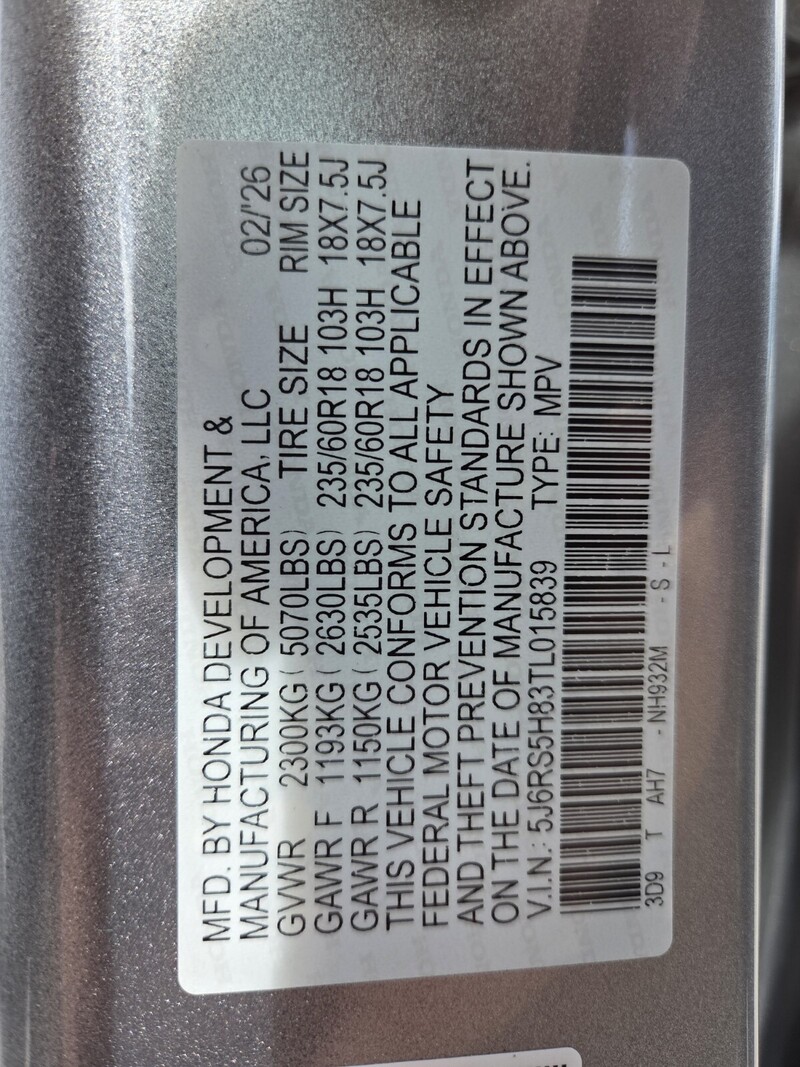 MFD. BY HONDA DEVELOPMENT &
MANUFACTURING OF AMERICA, LLC 02/'26
GVWR 2300KG ( 5070LBS) TIRE SIZE RIM SIZE
GAWR F 1193KG ( 2630LBS) 235/60R18 103H 18X7.5J
GAWR R 1150KG ( 2535LBS) 235/60R18 103H 18X7.5J
THIS VEHICLE CONFORMS TO ALL APPLICABLE
FEDERAL MOTOR VEHICLE SAFETY
AND THEFT PREVENTION STANDARDS IN EFFECT
ON THE DATE OF MANUFACTURE SHOWN ABOVE.
V.I.N.: 5J6RS5H83TL015839 TYPE: MPV
3D9 T AH7 - NH932M - S - L